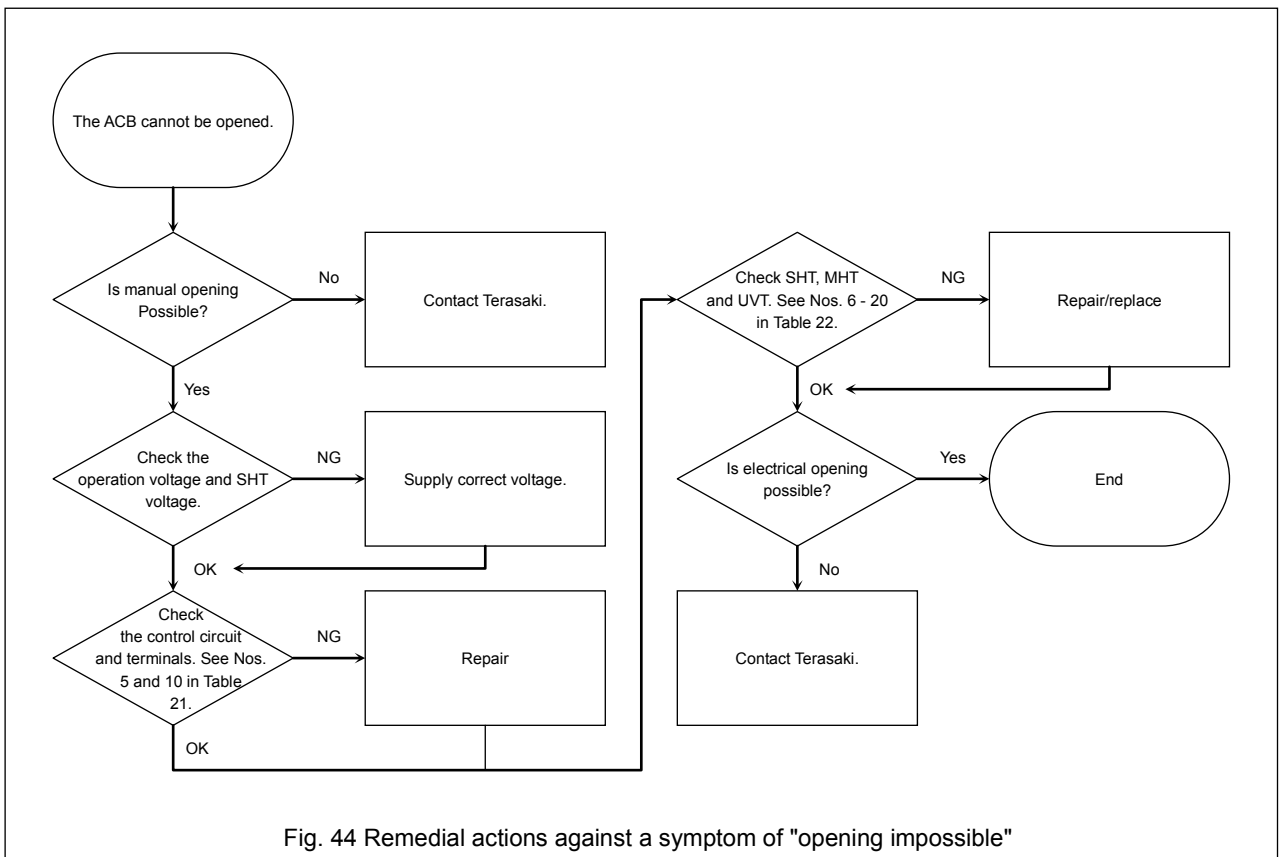 The ACB cannot be opened.
Is manual opening
Possible?
No
Contact Terasaki.
Yes
Check the
operation voltage and SHT
voltage.
NG
Supply correct voltage.
OK
Check
the control circuit
and terminals. See Nos.
5 and 10 in Table
21.
NG
Repair
OK
Check SHT, MHT
and UVT. See Nos. 6 - 20
in Table 22.
NG
Repair/replace
OK
Is electrical opening
possible?
Yes
End
No
Contact Terasaki.
Fig. 44 Remedial actions against a symptom of "opening impossible"